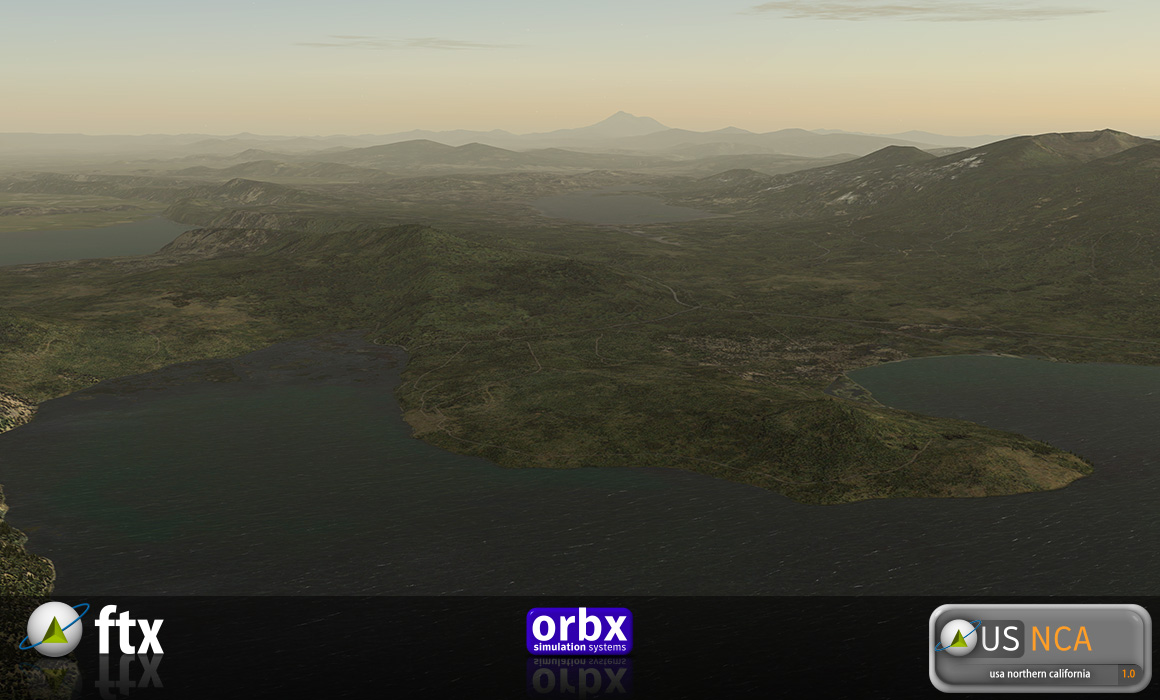 ftx
orbx
simulation systems
US NCA
usa northern california 1.0